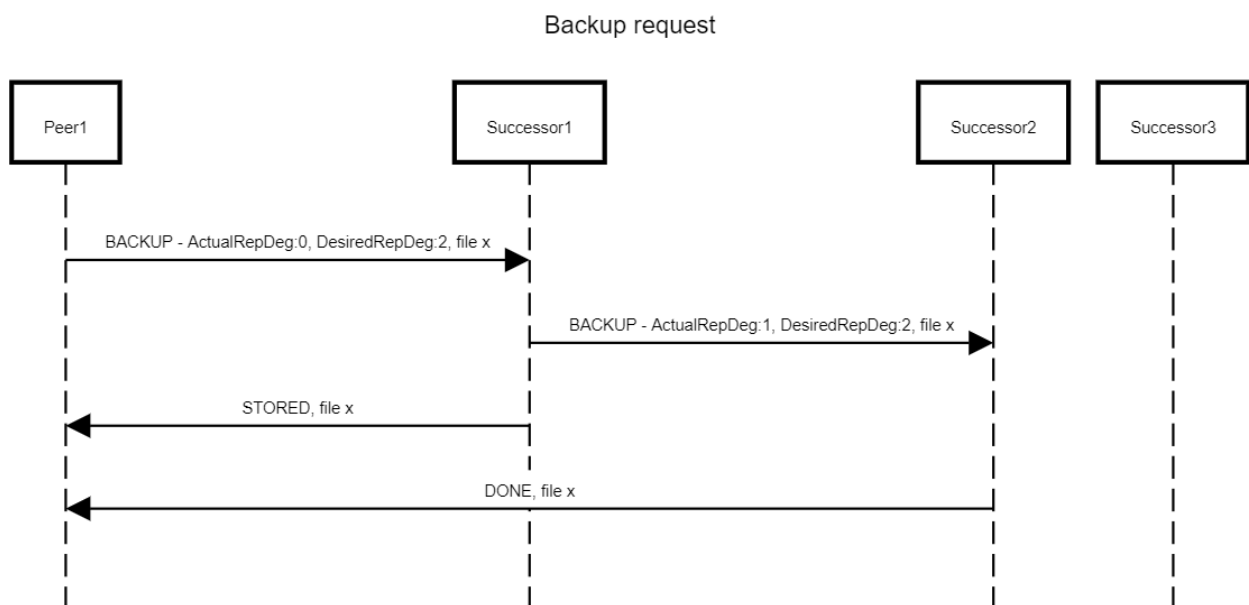 Backup request
Peer1
Successor1
Successor2
Successor3
BACKUP - ActualRepDeg:0, DesiredRepDeg:2, file x
BACKUP - ActualRepDeg:1, DesiredRepDeg:2, file x
STORED, file x
DONE, file x